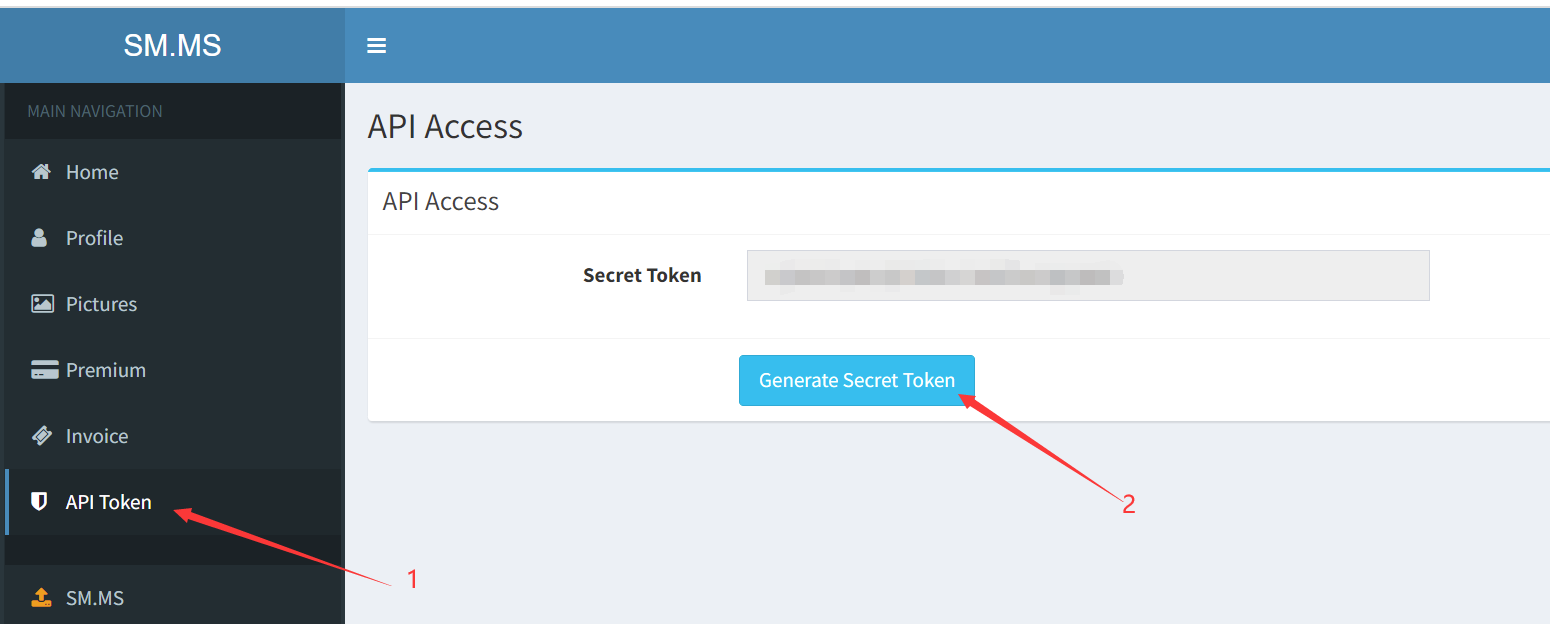 SM.MS
MAIN NAVIGATION
Home
Profile
Pictures
Premium
Invoice
API Token
SM.MS
API Access
API Access
Secret Token
Generate Secret Token
1
2